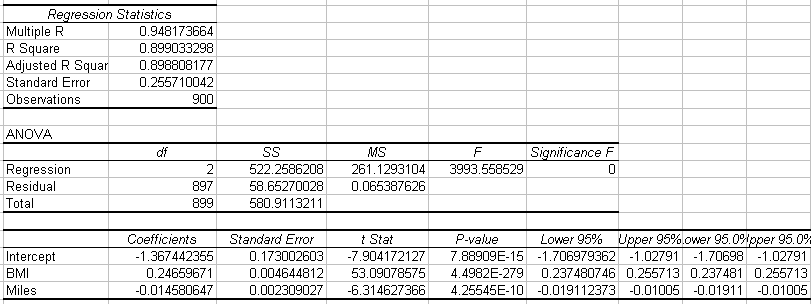 Regression Statistics
Multiple R 0.948173664
R Square 0.899033298
Adjusted R Squar 0.898808177
Standard Error 0.255710042
Observations 900
ANOVA
df SS MS F Significance F
Regression 2 522.2586208 261.1293104 3993.558529 0
Residual 897 58.65270028 0.065387626
Total 899 580.9113211
Coefficients Standard Error t Stat P-value Lower 95% Upper 95% ower 95.0% pper 95.0%
Intercept -1.367442355 0.173002603 -7.904172127 7.88909E-15 -1.706979362 -1.02791 -1.70698 -1.02791
BMI 0.24659671 0.004644812 53.09078575 4.4982E-279 0.237480746 0.255713 0.237481 0.255713
Miles -0.014580647 0.002309027 -6.314627366 4.25545E-10 -0.019112373 -0.01005 -0.01911 -0.01005